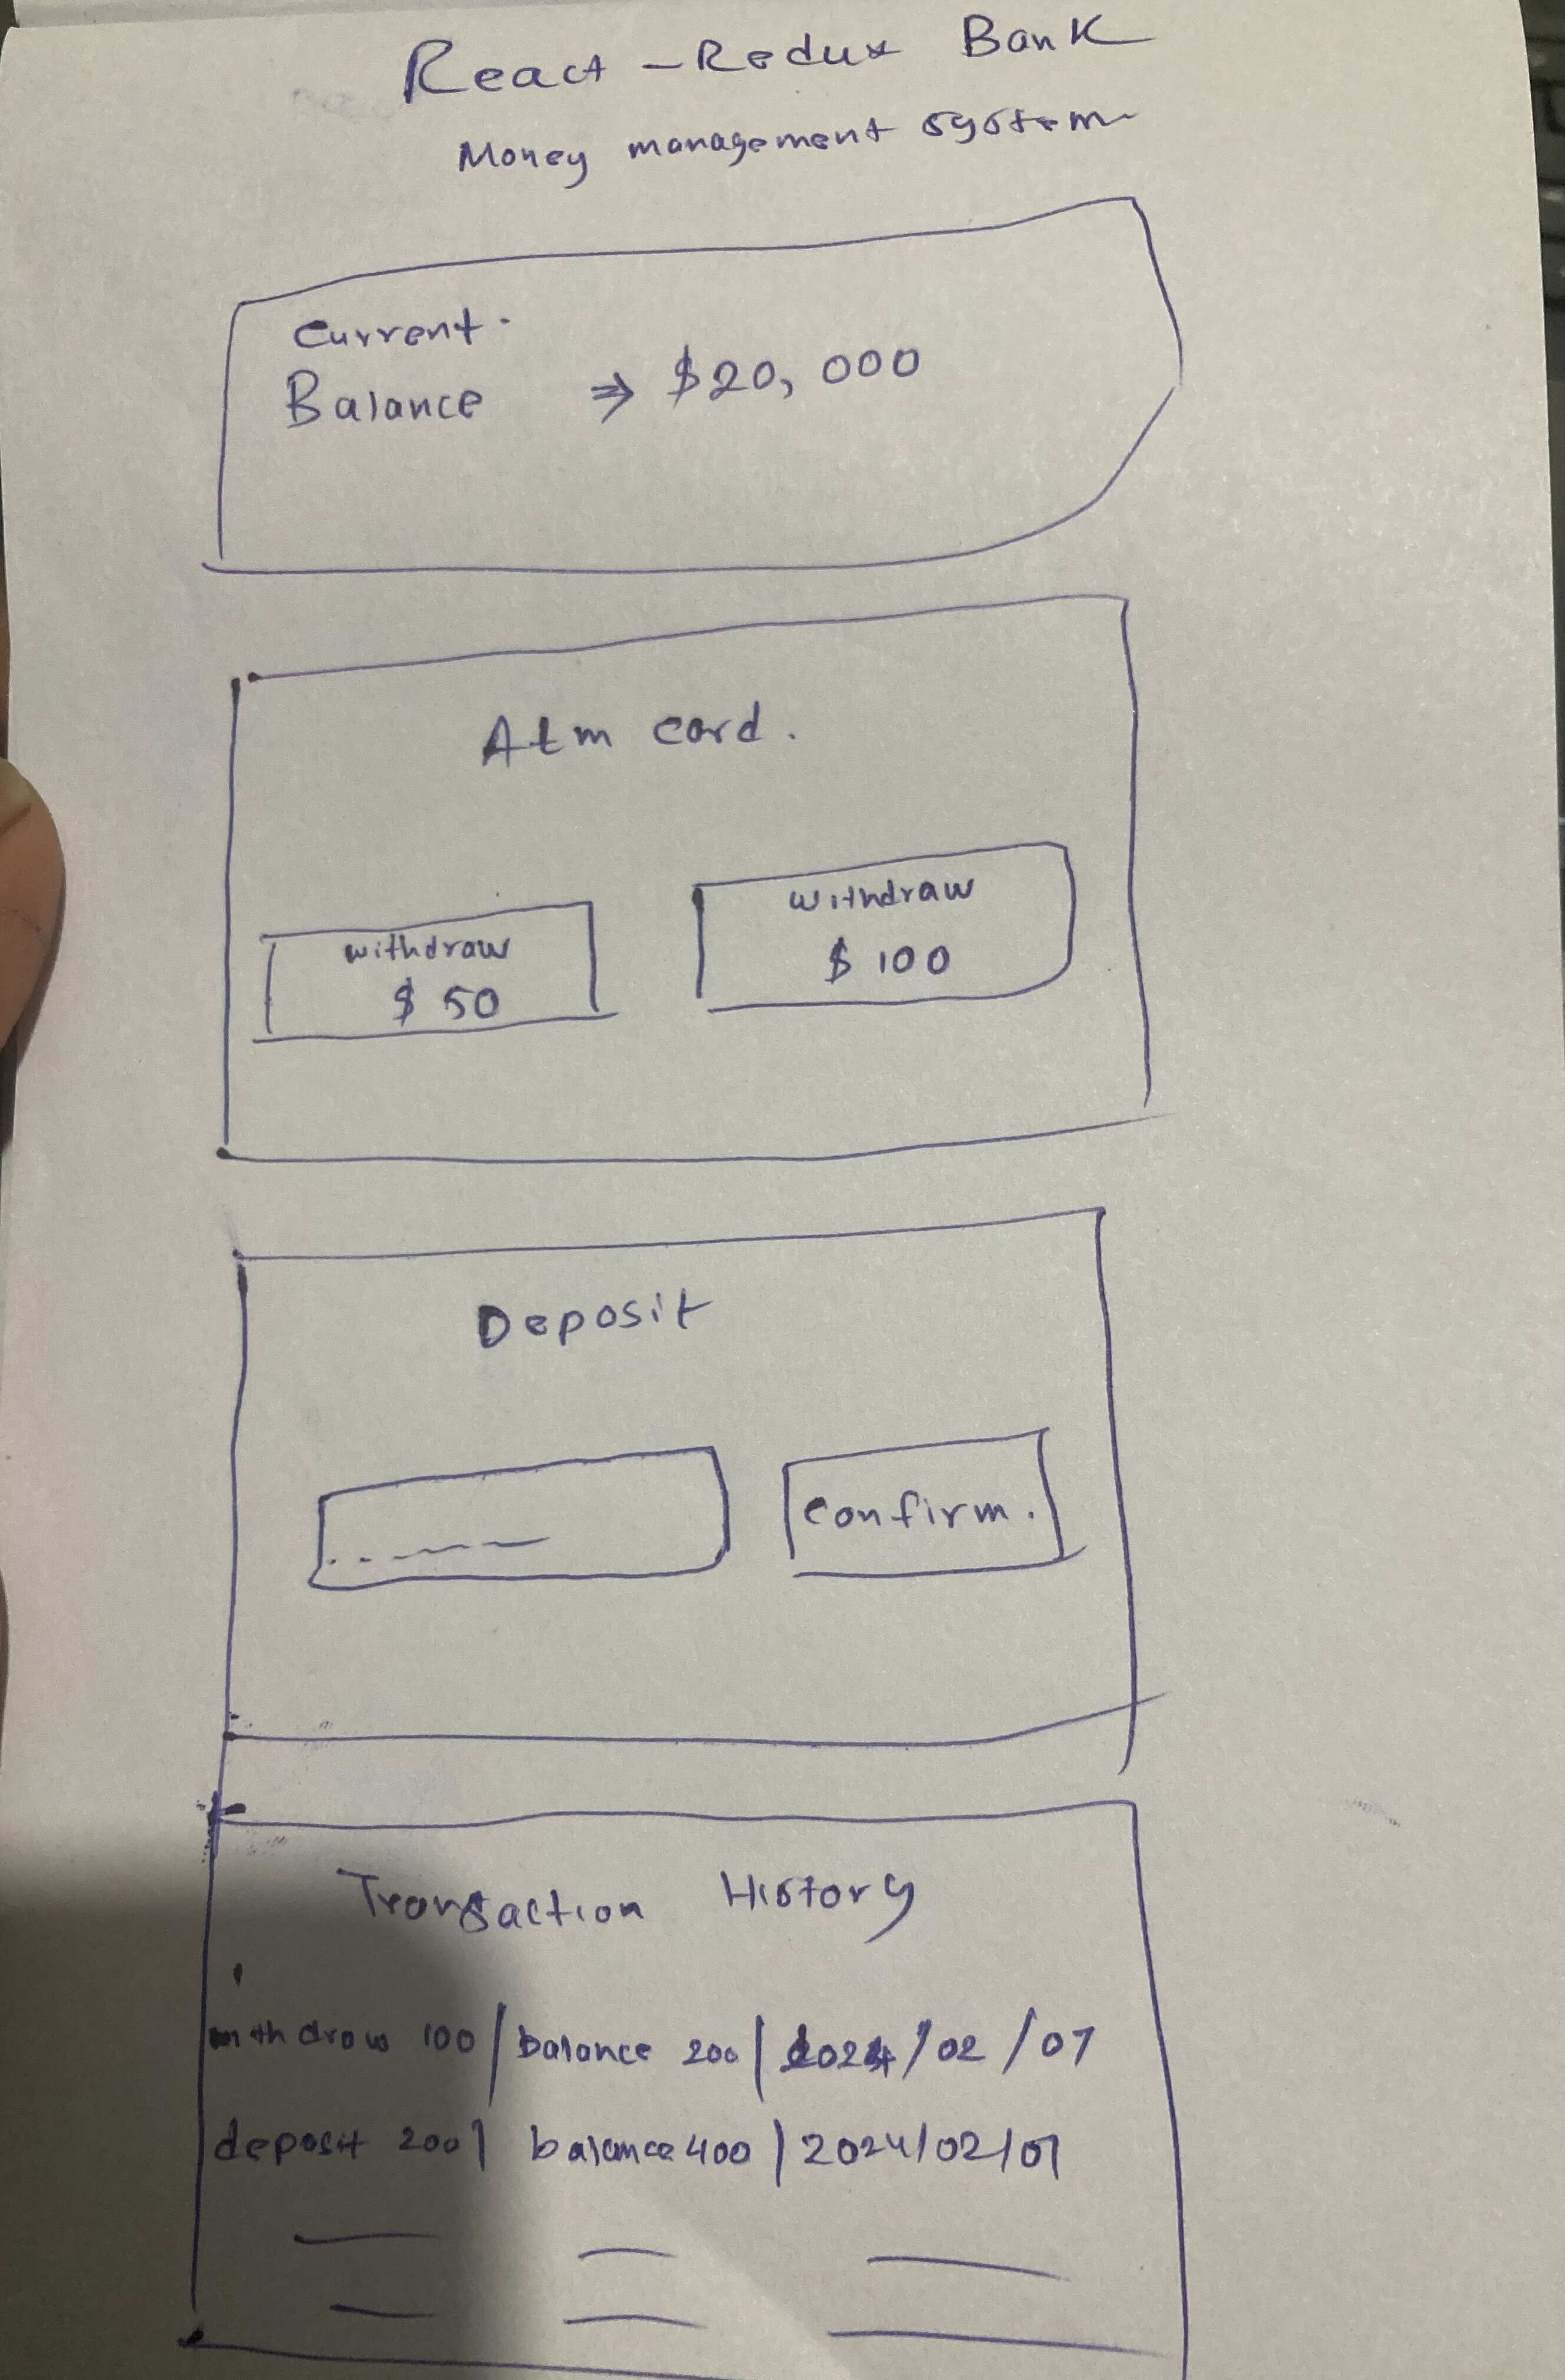 React - Redux Bank
Money management system
Current.
Balance ⇒ $20,000
Atm card.
withdraw
$ 50
withdraw
$ 100
Deposit
confirm.
Transaction History
withdraw 100 / balance 200 | 2024/02/07
deposit 200 | balance 400 | 2024/02/07